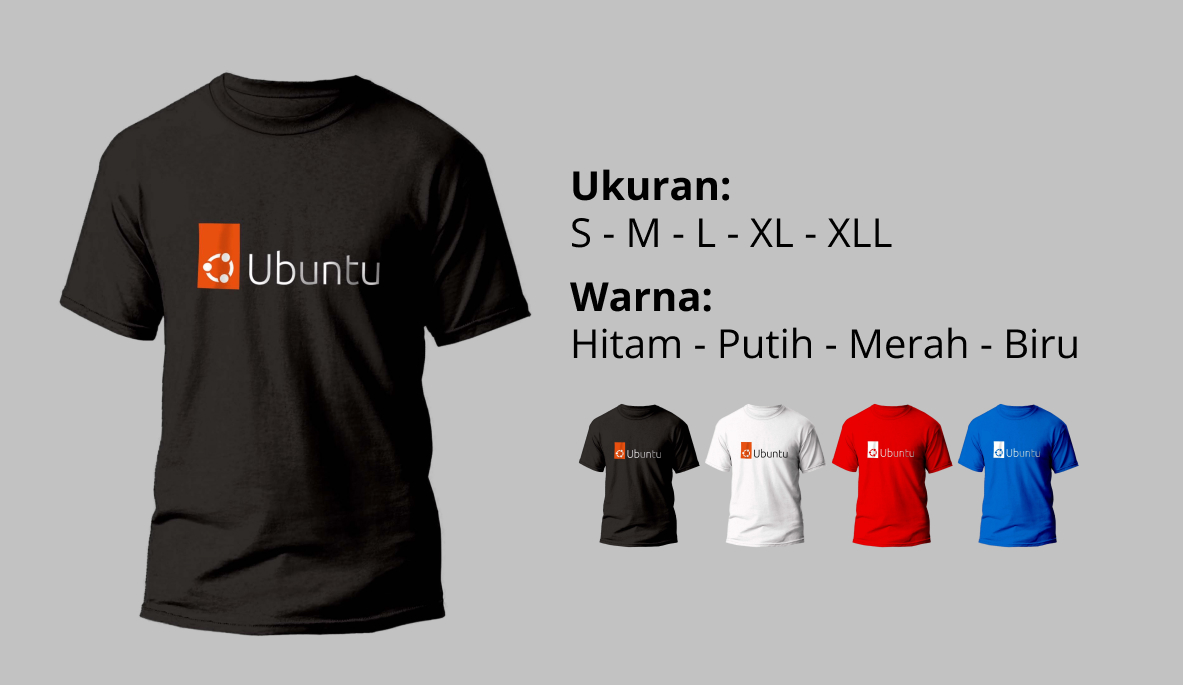 Ubuntu
Ukuran:
S - M - L - XL - XLL
Warna:
Hitam - Putih - Merah - Biru
Ubuntu
Ubuntu
Ubuntu
Ubuntu